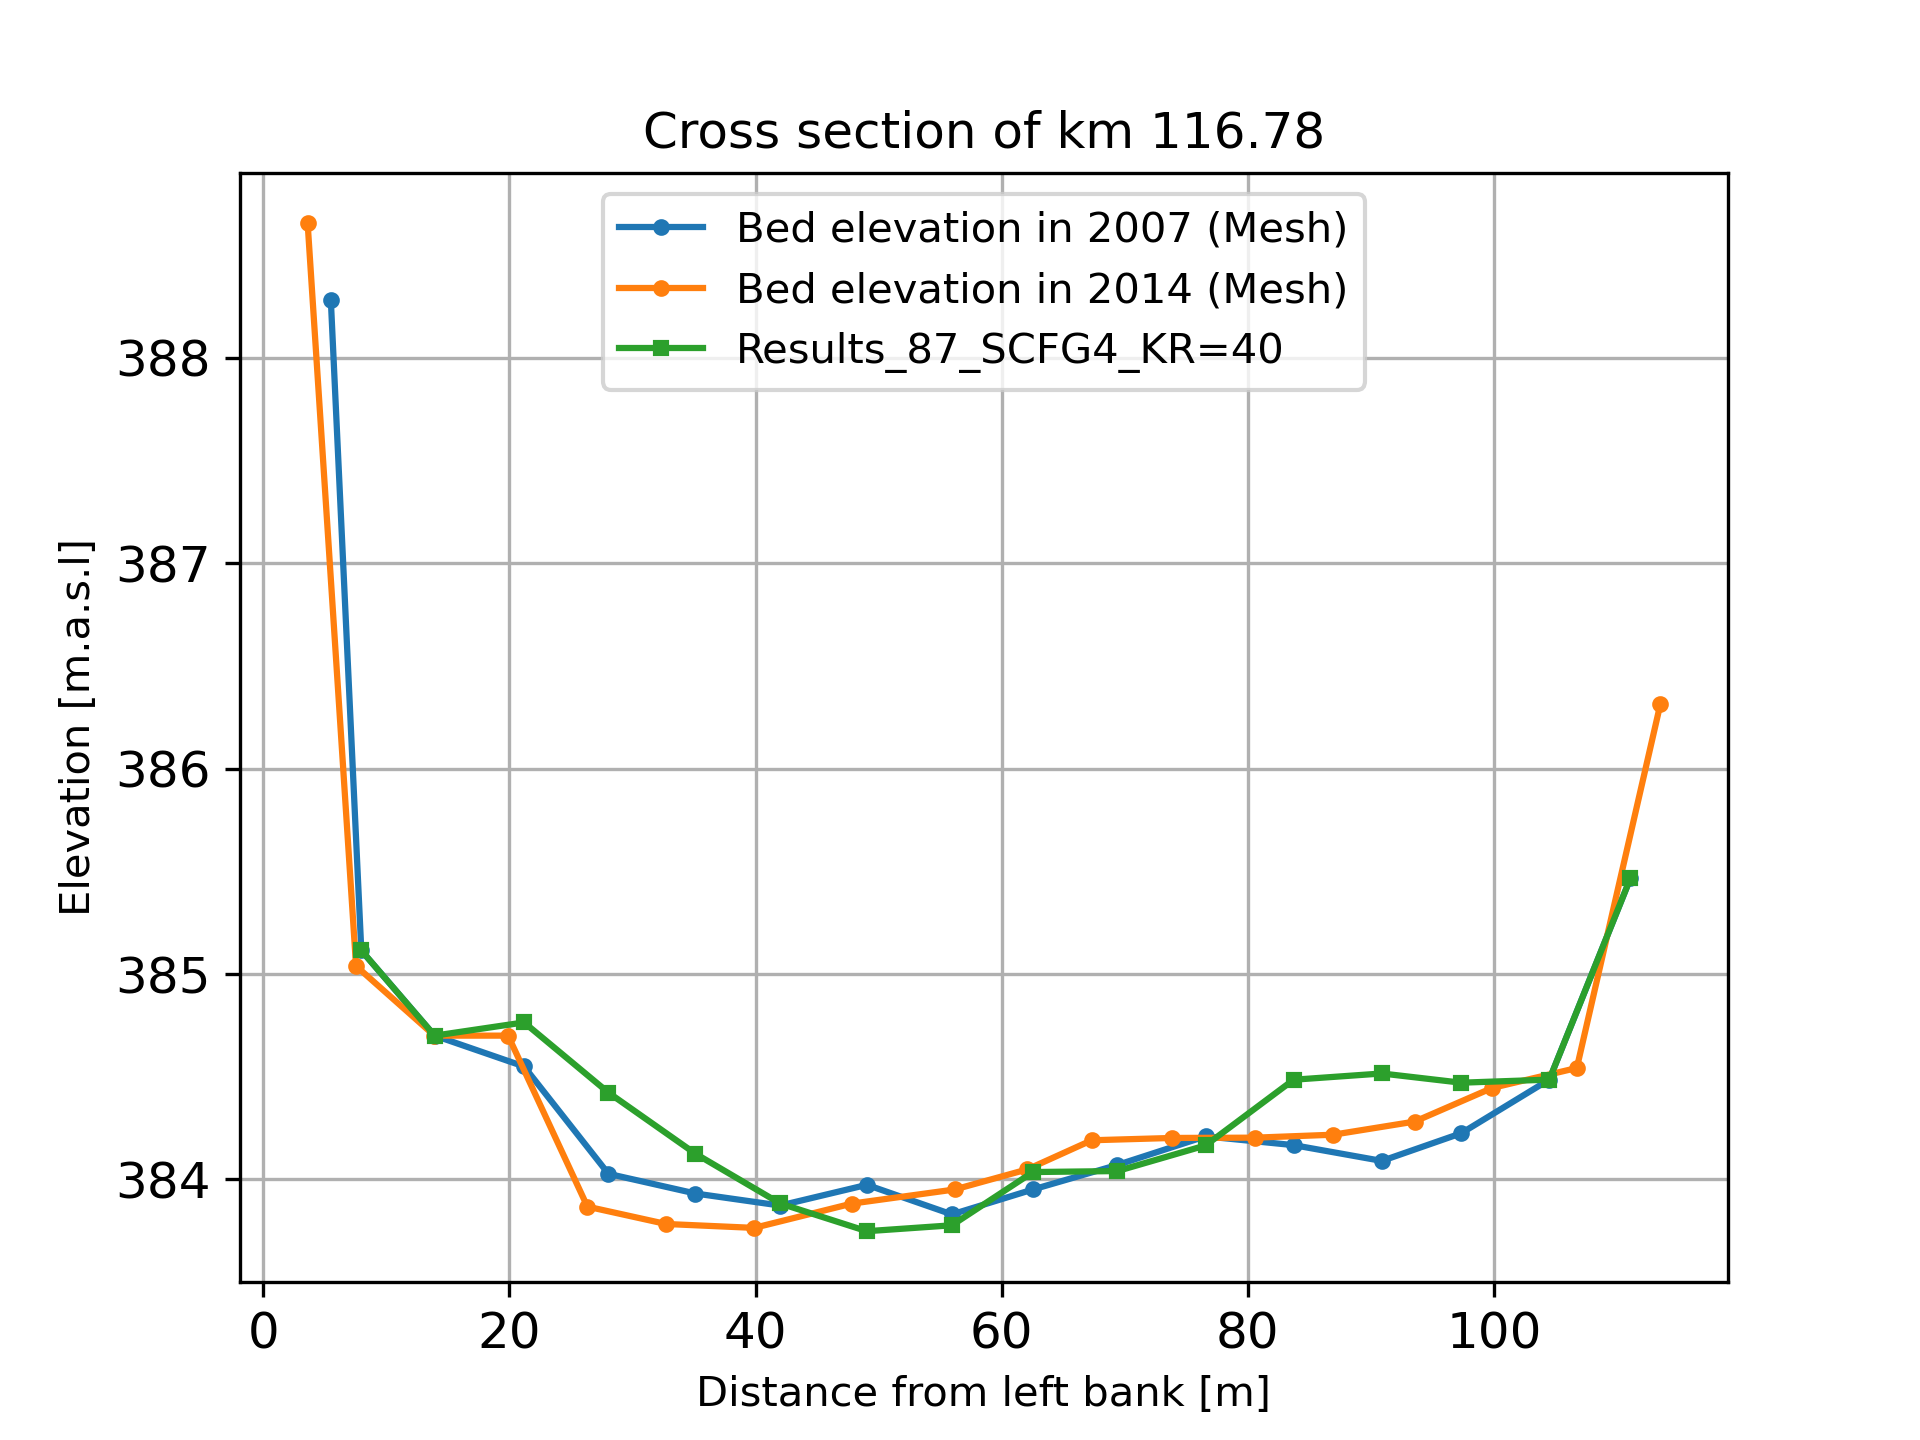 Cross section of km 116.78
Bed elevation in 2007 (Mesh)
Bed elevation in 2014 (Mesh)
Results_87_SCFG4_KR=40
388
387
386
385
384
Elevation [m.a.s.l]
0 20 40 60 80 100
Distance from left bank [m]